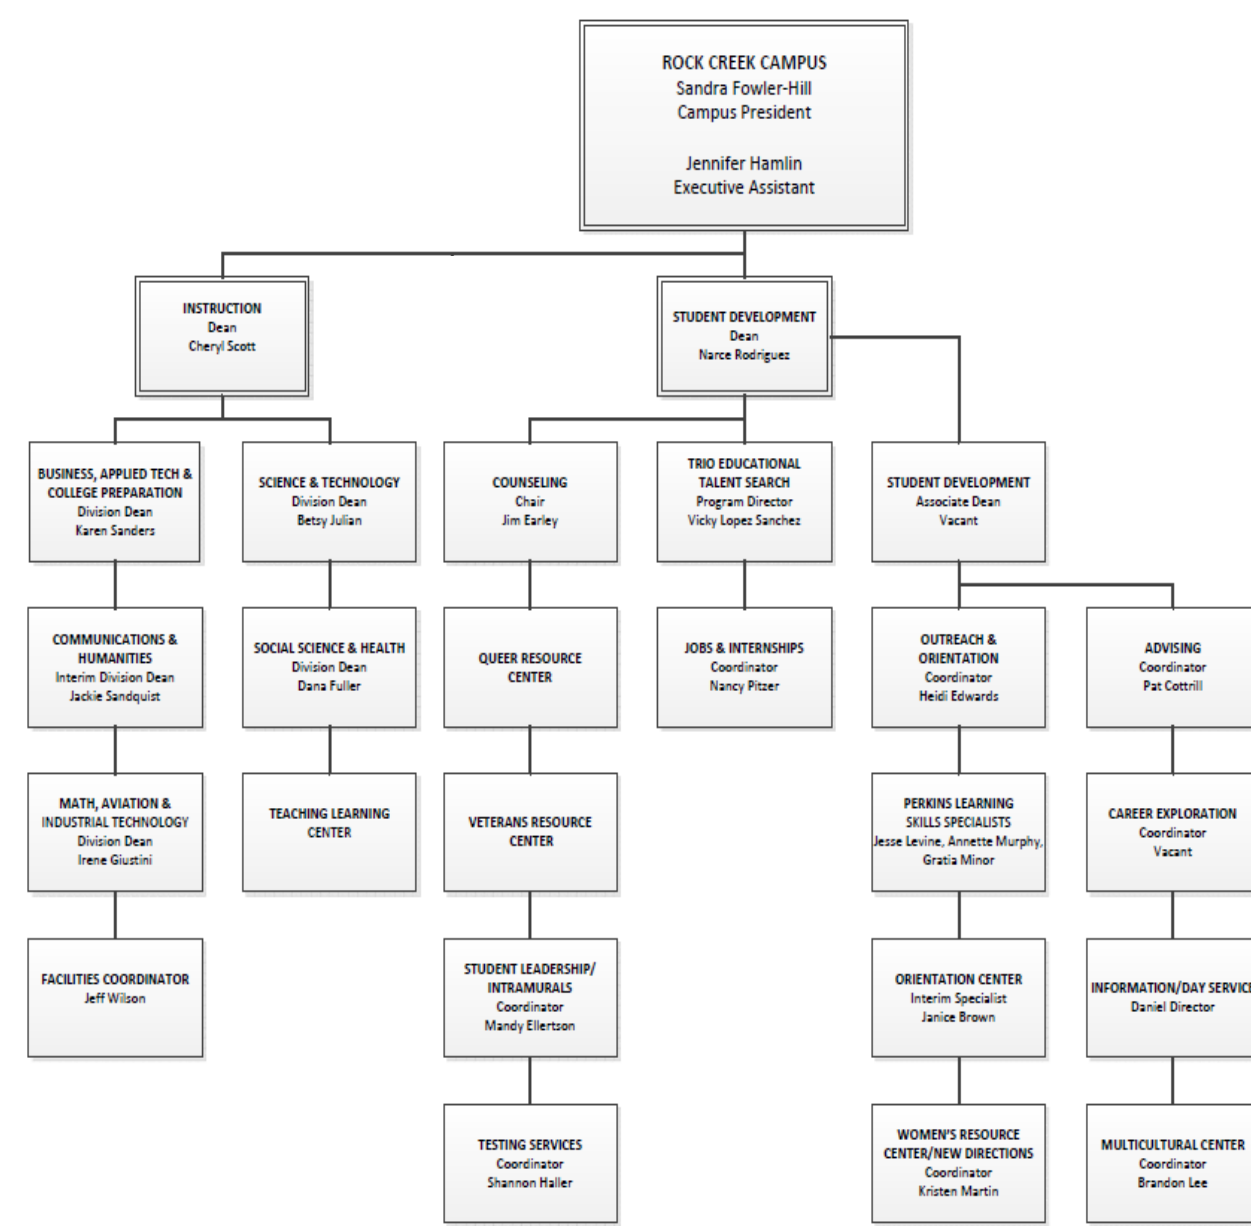 ROCK CREEK CAMPUS
Sandra Fowler-Hill
Campus President
Jennifer Hamlin
Executive Assistant
INSTRUCTION
Dean
Cheryl Scott
STUDENT DEVELOPMENT
Dean
Narce Rodriguez
BUSINESS, APPLIED TECH &
COLLEGE PREPARATION
Division Dean
Karen Sanders
SCIENCE & TECHNOLOGY
Division Dean
Betsy Julian
COUNSELING
Chair
Jim Earley
TRIO EDUCATIONAL
TALENT SEARCH
Program Director
Vicky Lopez Sanchez
STUDENT DEVELOPMENT
Associate Dean
Vacant
COMMUNICATIONS &
HUMANITIES
Interim Division Dean
Jackie Sandquist
SOCIAL SCIENCE & HEALTH
Division Dean
Dana Fuller
QUEER RESOURCE
CENTER
JOBS & INTERNSHIPS
Coordinator
Nancy Pitzer
OUTREACH &
ORIENTATION
Coordinator
Heidi Edwards
ADVISING
Coordinator
Pat Cottrill
MATH, AVIATION &
INDUSTRIAL TECHNOLOGY
Division Dean
Irene Giustini
TEACHING LEARNING
CENTER
VETERANS RESOURCE
CENTER
PERKINS LEARNING
SKILLS SPECIALISTS
Jesse Levine, Annette Murphy,
Gratia Minor
CAREER EXPLORATION
Coordinator
Vacant
FACILITIES COORDINATOR
Jeff Wilson
STUDENT LEADERSHIP/
INTRAMURALS
Coordinator
Mandy Ellertson
ORIENTATION CENTER
Interim Specialist
Janice Brown
INFORMATION/DAY SERVICE
Daniel Director
TESTING SERVICES
Coordinator
Shannon Haller
WOMEN'S RESOURCE
CENTER/NEW DIRECTIONS
Coordinator
Kristen Martin
MULTICULTURAL CENTER
Coordinator
Brandon Lee